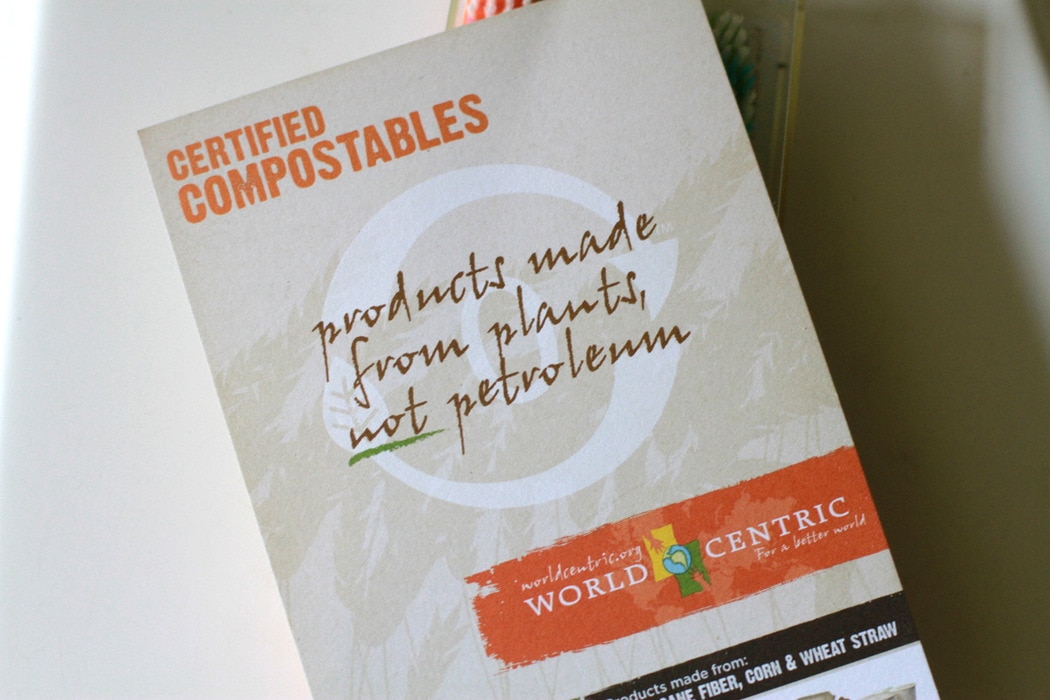 CERTIFIED
COMPOSTABLES
products made
from plants,
not petroleum
worldcentric.org
WORLD CENTRIC
For a better world
Products made from:
FIBER, CORN & WHEAT STRAW